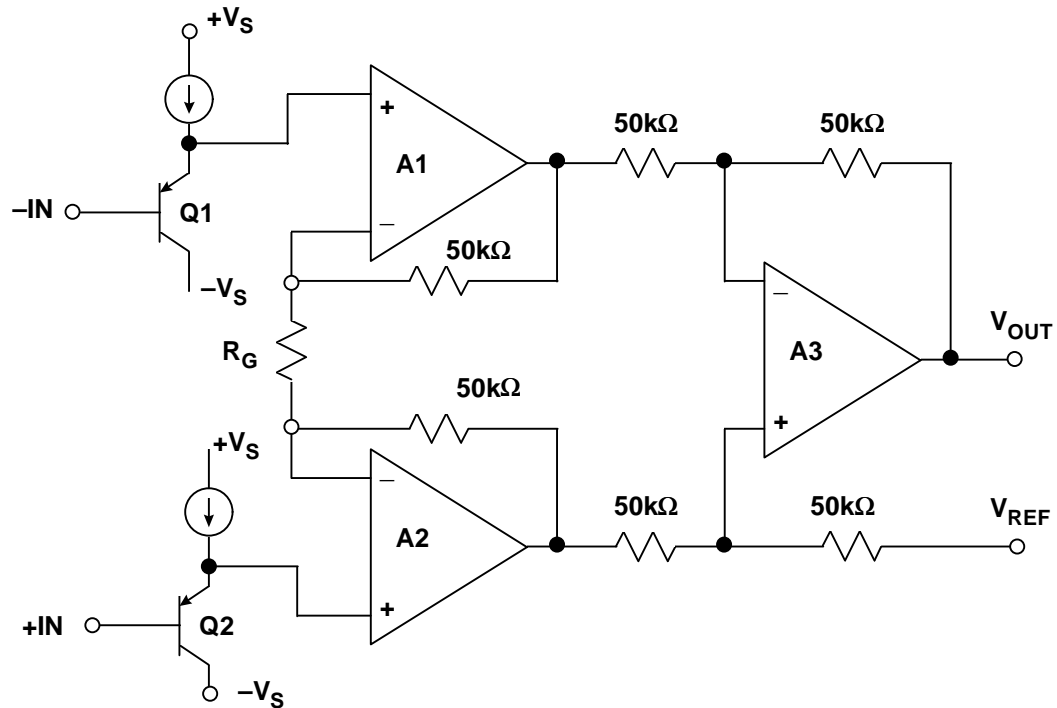 +VS
+
A1
–
50kΩ
50kΩ
–IN
Q1
–VS
50kΩ
RG
–
A3
+
VOUT
50kΩ
+VS
–
A2
+
50kΩ
50kΩ
VREF
+IN
Q2
–VS